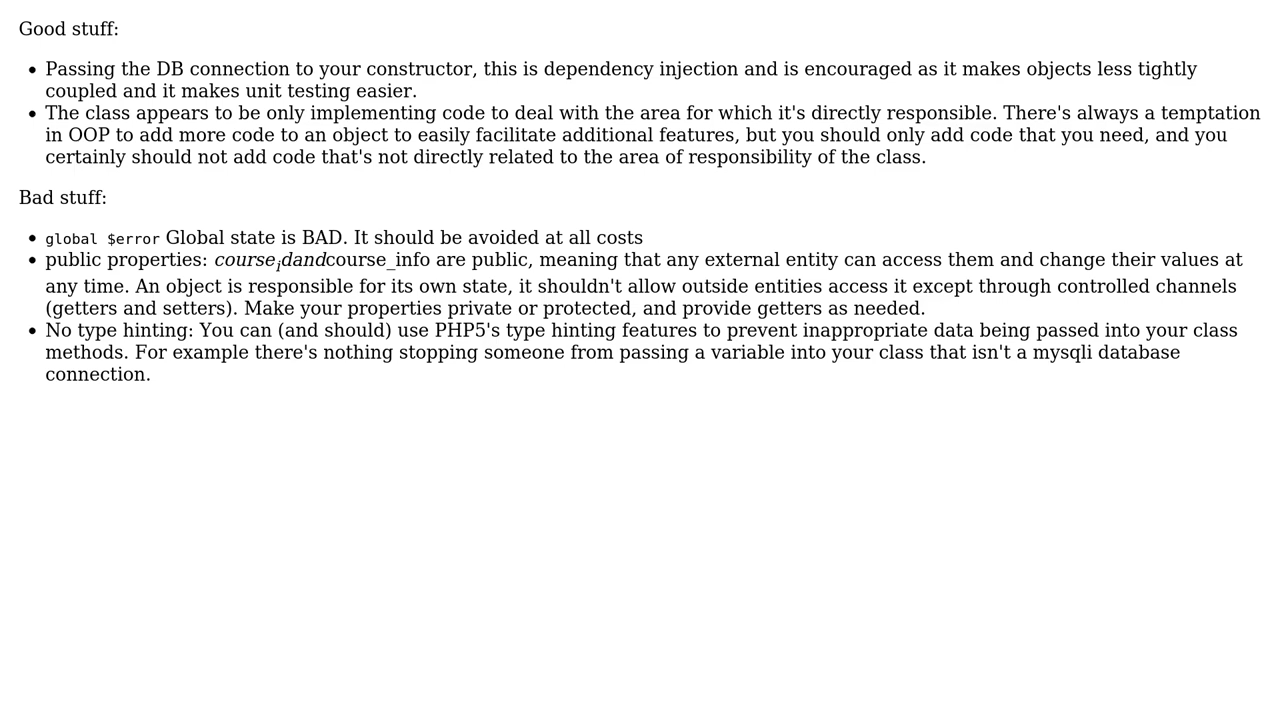 Good stuff:
• Passing the DB connection to your constructor, this is dependency injection and is encouraged as it makes objects less tightly
coupled and it makes unit testing easier.
• The class appears to be only implementing code to deal with the area for which it's directly responsible. There's always a temptation
in OOP to add more code to an object to easily facilitate additional features, but you should only add code that you need, and you
certainly should not add code that's not directly related to the area of responsibility of the class.
Bad stuff:
• global $error Global state is BAD. It should be avoided at all costs
• public properties: course_idandcourse_info are public, meaning that any external entity can access them and change their values at
any time. An object is responsible for its own state, it shouldn't allow outside entities access it except through controlled channels
(getters and setters). Make your properties private or protected, and provide getters as needed.
• No type hinting: You can (and should) use PHP5's type hinting features to prevent inappropriate data being passed into your class
methods. For example there's nothing stopping someone from passing a variable into your class that isn't a mysqli database
connection.